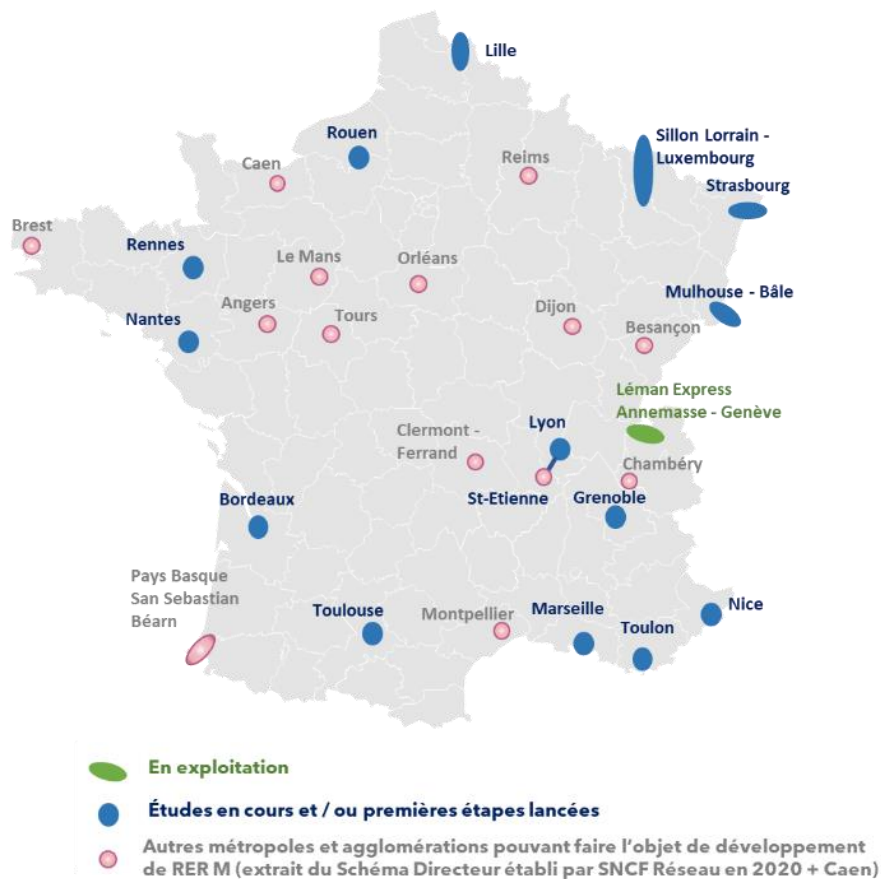 Lille
Rouen
Sillon Lorrain -
Luxembourg
Caen
Reims
Strasbourg
Brest
Rennes
Le Mans
Orléans
Mulhouse - Bâle
Angers
Nantes
Tours
Dijon
Besançon
Léman Express
Annemasse - Genève
Lyon
Clermont -
Ferrand
Chambéry
St-Etienne
Grenoble
Bordeaux
Pays Basque
San Sebastian
Béarn
Toulouse
Montpellier
Marseille
Nice
Toulon
En exploitation
Études en cours et / ou premières étapes lancées
Autres métropoles et agglomérations pouvant faire l'objet de développement
de RER M (extrait du Schéma Directeur établi par SNCF Réseau en 2020 + Caen)